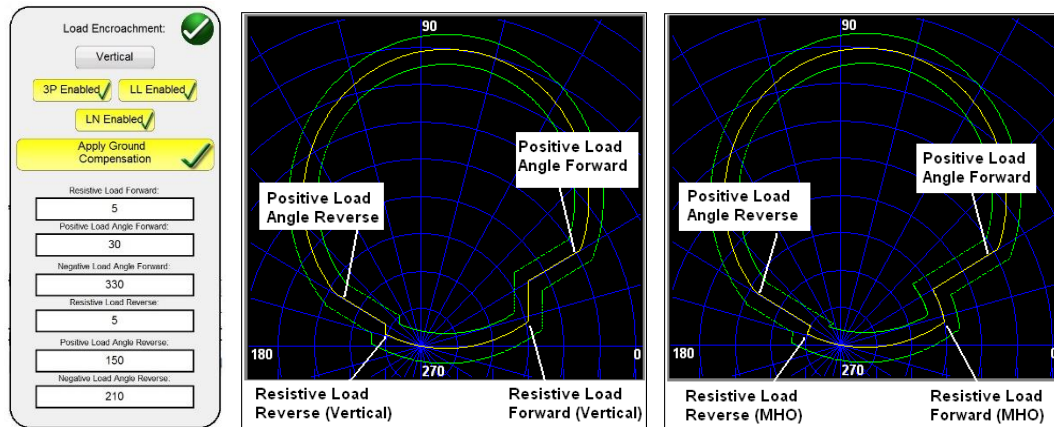 Load Encroachment:
Vertical
3P Enabled
LL Enabled
LN Enabled
Apply Ground
Compensation
Resistive Load Forward:
5
Positive Load Angle Forward:
30
Negative Load Angle Forward:
330
Resistive Load Reverse:
5
Positive Load Angle Reverse:
150
Negative Load Angle Reverse:
210
90
Positive Load
Angle Forward
Positive Load
Angle Reverse
180
0
270
Resistive Load
Reverse (Vertical)
Resistive Load
Forward (Vertical)
90
Positive Load
Angle Forward
Positive Load
Angle Reverse
180
0
270
Resistive Load
Reverse (MHO)
Resistive Load
Forward (MHO)